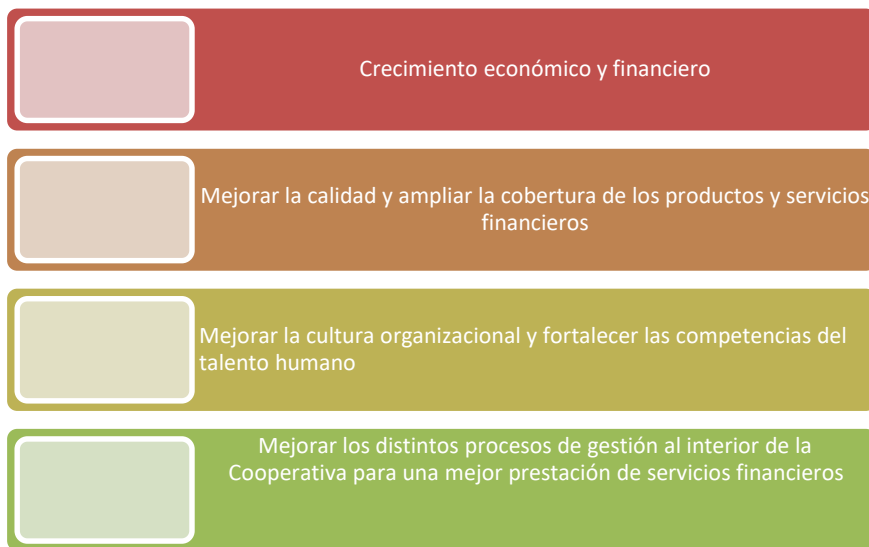 Crecimiento económico y financiero
Mejorar la calidad y ampliar la cobertura de los productos y servicios
financieros
Mejorar la cultura organizacional y fortalecer las competencias del
talento humano
Mejorar los distintos procesos de gestión al interior de la
Cooperativa para una mejor prestación de servicios financieros